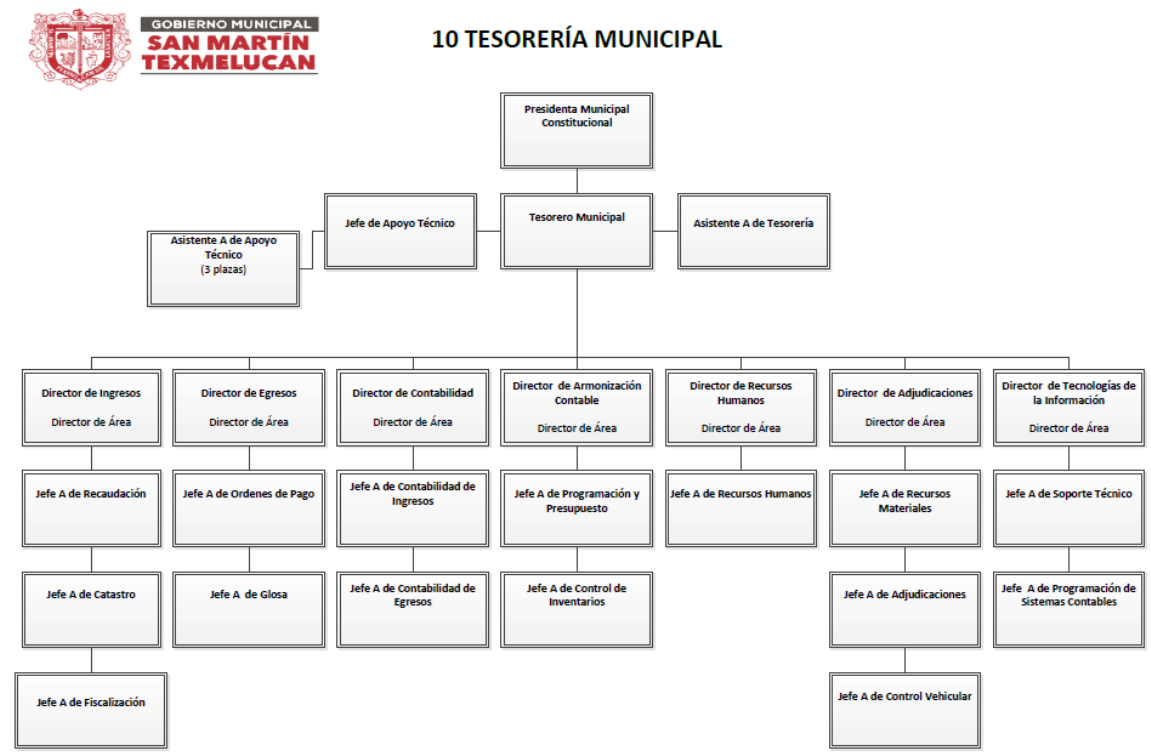 GOBIERNO MUNICIPAL
SAN MARTÍN
TEXMELUCAN
10 TESORERÍA MUNICIPAL
Presidenta Municipal
Constitucional
Jefe de Apoyo Técnico
Tesorero Municipal
Asistente A de Tesorería
Asistente A de Apoyo
Técnico
(3 plazas)
Director de Ingresos
Director de Área
Director de Egresos
Director de Área
Director de Contabilidad
Director de Área
Director de Armonización
Contable
Director de Área
Director de Recursos
Humanos
Director de Área
Director de Adjudicaciones
Director de Área
Director de Tecnologías de
la Información
Director de Área
Jefe A de Recaudación
Jefe A de Ordenes de Pago
Jefe A de Contabilidad de
Ingresos
Jefe A de Programación y
Presupuesto
Jefe A de Recursos Humanos
Jefe A de Recursos
Materiales
Jefe A de Soporte Técnico
Jefe A de Catastro
Jefe A de Glosa
Jefe A de Contabilidad de
Egresos
Jefe A de Control de
Inventarios
Jefe A de Adjudicaciones
Jefe A de Programación de
Sistemas Contables
Jefe A de Fiscalización
Jefe A de Control Vehicular